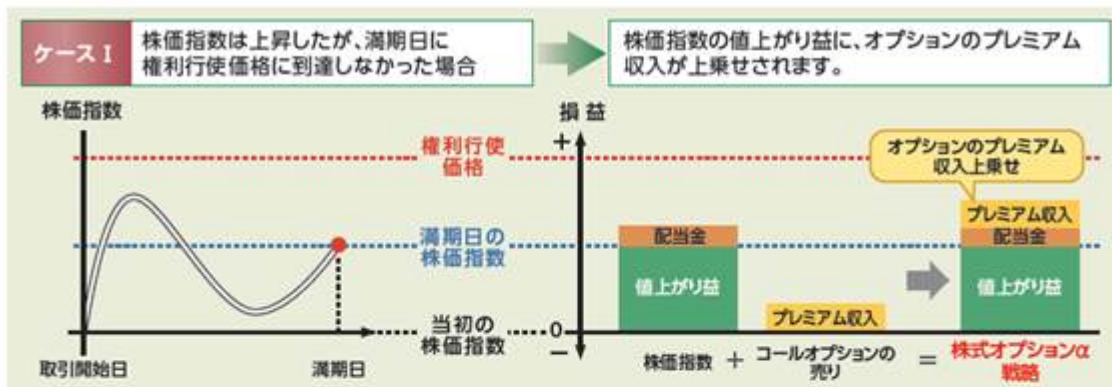 ケース I
株価指数は上昇したが、満期日に
権利行使価格に到達しなかった場合
株価指数の値上がり益に、オプションのプレミアム
収入が上乗せされます。
株価指数
権利行使
価格
満期日の
株価指数
当初の
株価指数
取引開始日
満期日
損益
+
0
−
オプションのプレミアム
収入上乗せ
配当金
値上がり益
プレミアム収入
プレミアム収入
配当金
値上がり益
株価指数
+
コールオプションの
売り
=
株式オプションα
戦略